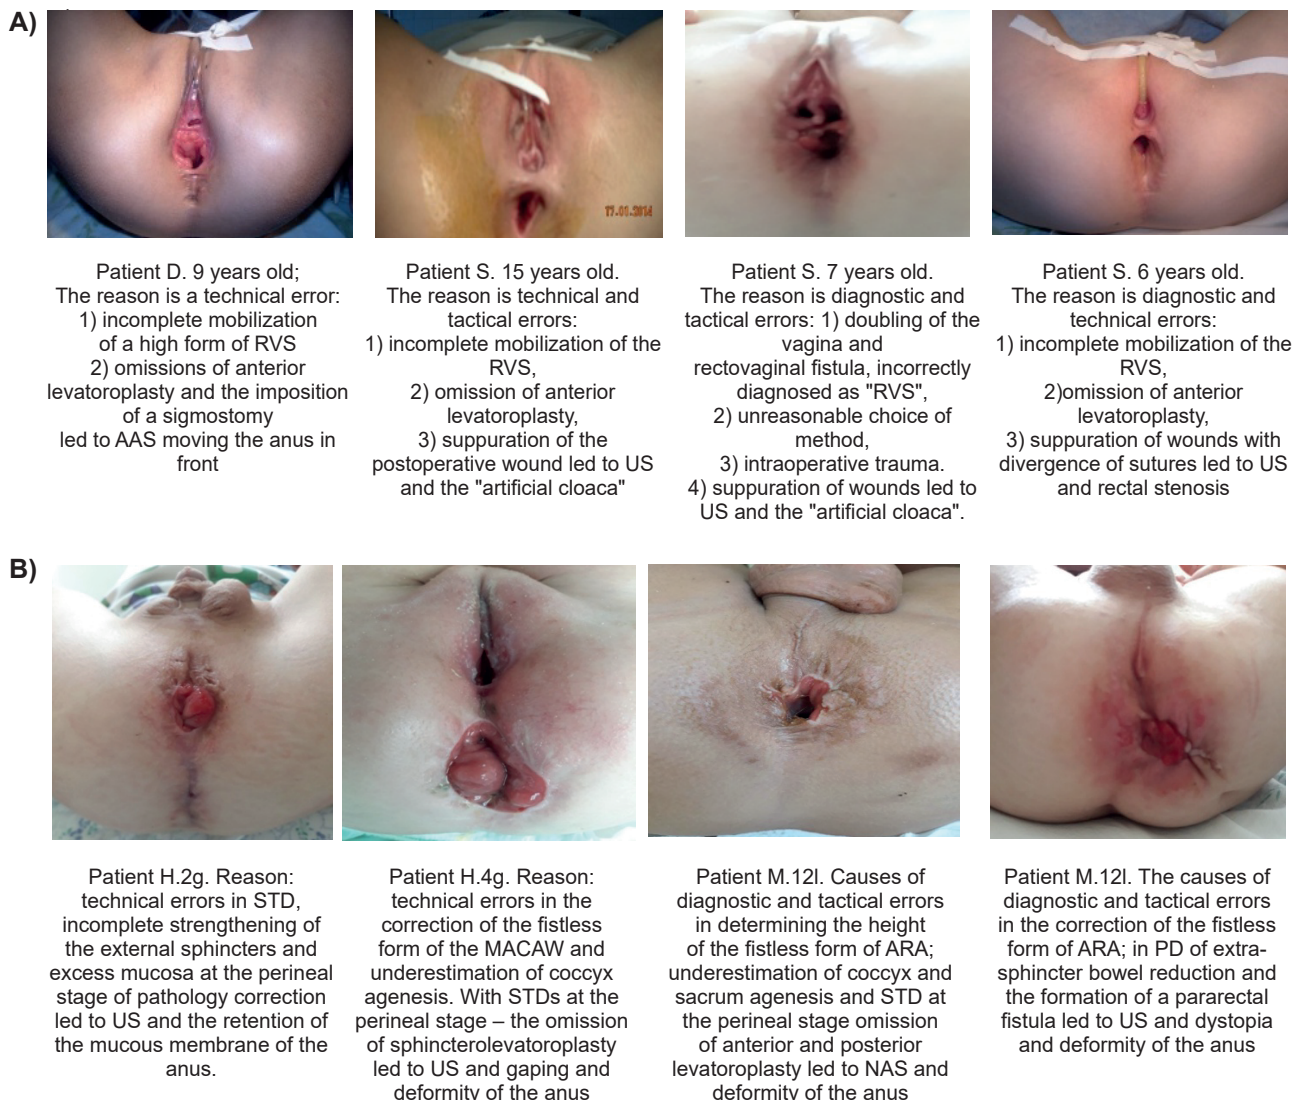 A)
17.01.2014
Patient D. 9 years old;
The reason is a technical error:
1) incomplete mobilization
of a high form of RVS
2) omissions of anterior
levatoroplasty and the imposition
of a sigmostomy
led to AAS moving the anus in
front
Patient S. 15 years old.
The reason is technical and
tactical errors:
1) incomplete mobilization of the
RVS,
2) omission of anterior
levatoroplasty,
3) suppuration of the
postoperative wound led to US
and the "artificial cloaca"
Patient S. 7 years old.
The reason is diagnostic and
tactical errors: 1) doubling of the
vagina and
rectovaginal fistula, incorrectly
diagnosed as "RVS",
2) unreasonable choice of
method,
3) intraoperative trauma.
4) suppuration of wounds led to
US and the "artificial cloaca".
Patient S. 6 years old.
The reason is diagnostic and
technical errors:
1) incomplete mobilization of the
RVS,
2)omission of anterior
levatoroplasty,
3) suppuration of wounds with
divergence of sutures led to US
and rectal stenosis
B)
Patient H.2g. Reason:
technical errors in STD,
incomplete strengthening of
the external sphincters and
excess mucosa at the perineal
stage of pathology correction
led to US and the retention of
the mucous membrane of the
anus.
Patient H.4g. Reason:
technical errors in the
correction of the fistless
form of the MACAW and
underestimation of coccyx
agenesis. With STDs at the
perineal stage – the omission
of sphincterolevatoroplasty
led to US and gaping and
deformity of the anus
Patient M.12l. Causes of
diagnostic and tactical errors
in determining the height
of the fistless form of ARA;
underestimation of coccyx and
sacrum agenesis and STD at
the perineal stage omission
of anterior and posterior
levatoroplasty led to NAS and
deformity of the anus
Patient M.12l. The causes of
diagnostic and tactical errors
in the correction of the fistless
form of ARA; in PD of extra-
sphincter bowel reduction and
the formation of a pararectal
fistula led to US and dystopia
and deformity of the anus